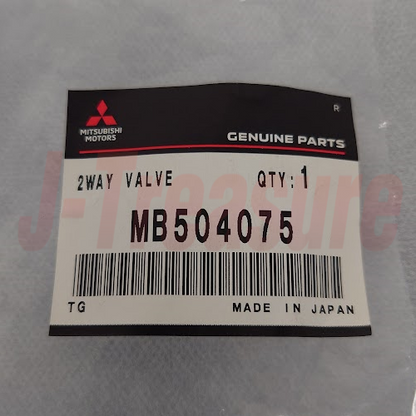 R
MITSUBISHI
MOTORS
GENUINE PARTS
2WAY VALVE QTY:1
MB504075
J-Treasure
TG MADE IN JAPAN